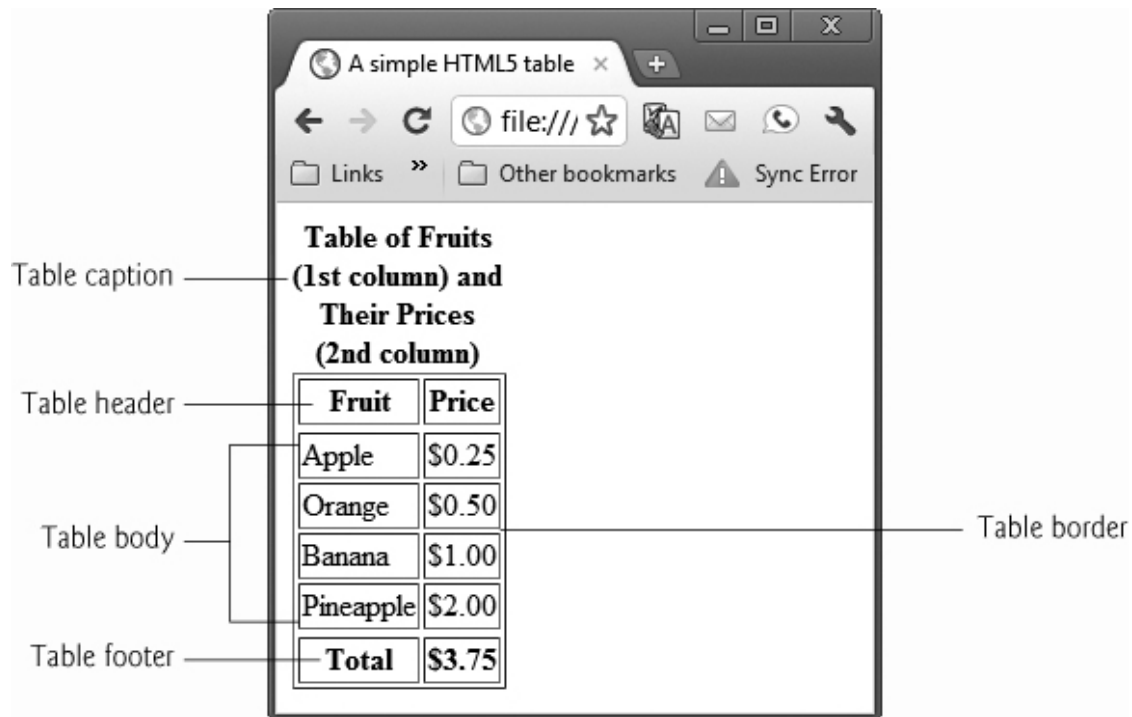 A simple HTML5 table
file:///
Links
Other bookmarks
Sync Error
Table of Fruits
(1st column) and
Their Prices
(2nd column)
Table caption
Fruit Price
Table header
Apple $0.25
Orange $0.50
Banana $1.00
Pineapple $2.00
Table body
Table border
Total $3.75
Table footer